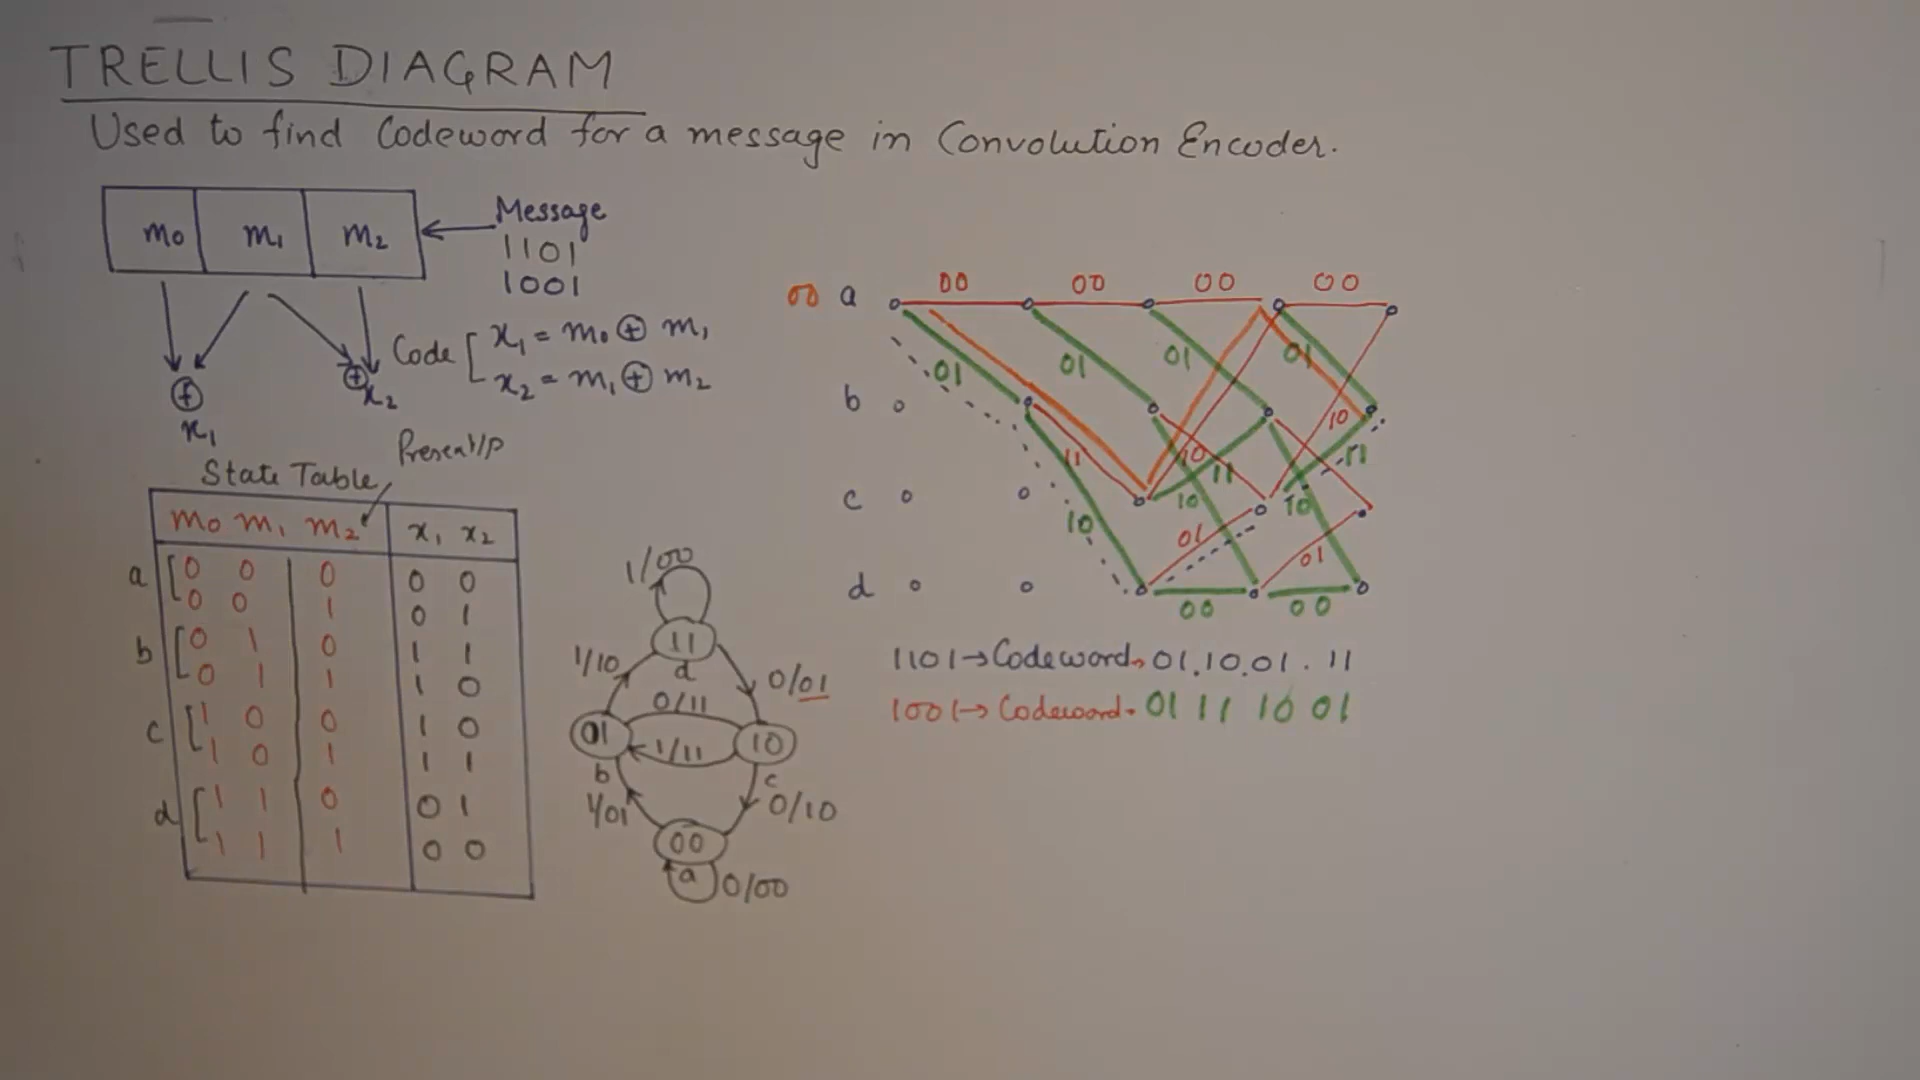 TRELLIS DIAGRAM
Used to find Codeword for a message in Convolution Encoder.
m0 m1 m2
Message
1101
1001
Code
x1 = m0 ⊕ m1
x2 = m1 ⊕ m2
x1
x2
State Table
Present i/p
m0 m1 m2 x1 x2
a 0 0 0 0 0
0 0 1 0 1
b 0 1 0 1 1
0 1 1 1 0
c 1 0 0 1 0
1 0 1 1 1
d 1 1 0 0 1
1 1 1 0 0
1/00
11
d
1/10
0/01
0/11
01
10
1/11
b
c
1/01
0/10
00
a
0/00
00 a
00 00 00 00
01 01 01 01
b
11 10 11 10 11
c
10 10 10
01 01
d
00 00
1101→Codeword→01.10.01.11
1001→Codeword→01 11 10 01